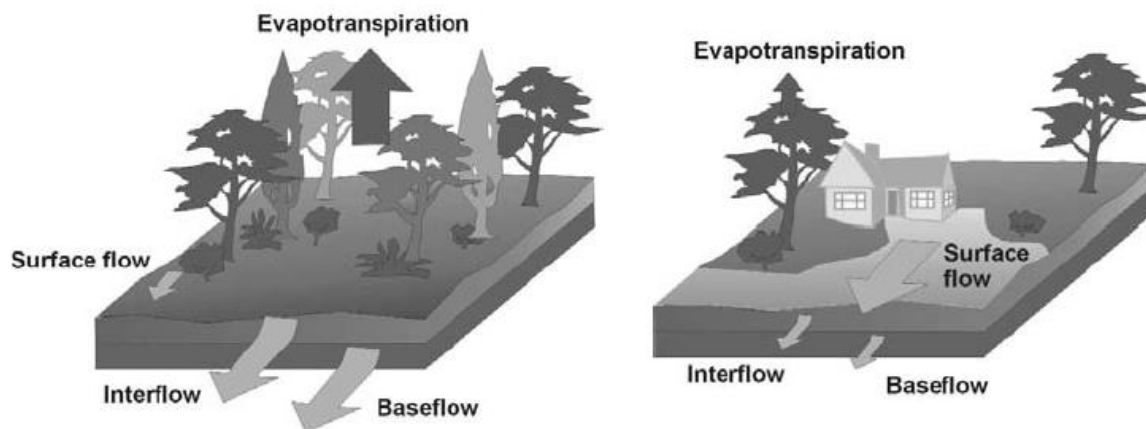 Evapotranspiration
Surface flow
Interflow
Baseflow
Evapotranspiration
Surface
flow
Interflow
Baseflow